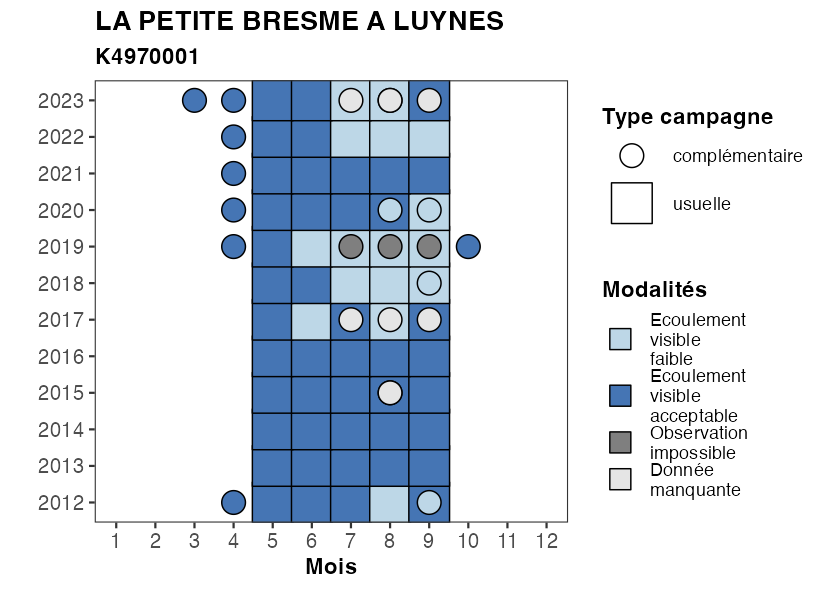 LA PETITE BRESME A LUYNES
K4970001
2023
2022
2021
2020
2019
2018
2017
2016
2015
2014
2013
2012
1 2 3 4 5 6 7 8 9 10 11 12
Mois
Type campagne
complémentaire
usuelle
Modalités
Ecoulement
visible
faible
Ecoulement
visible
acceptable
Observation
impossible
Donnée
manquante